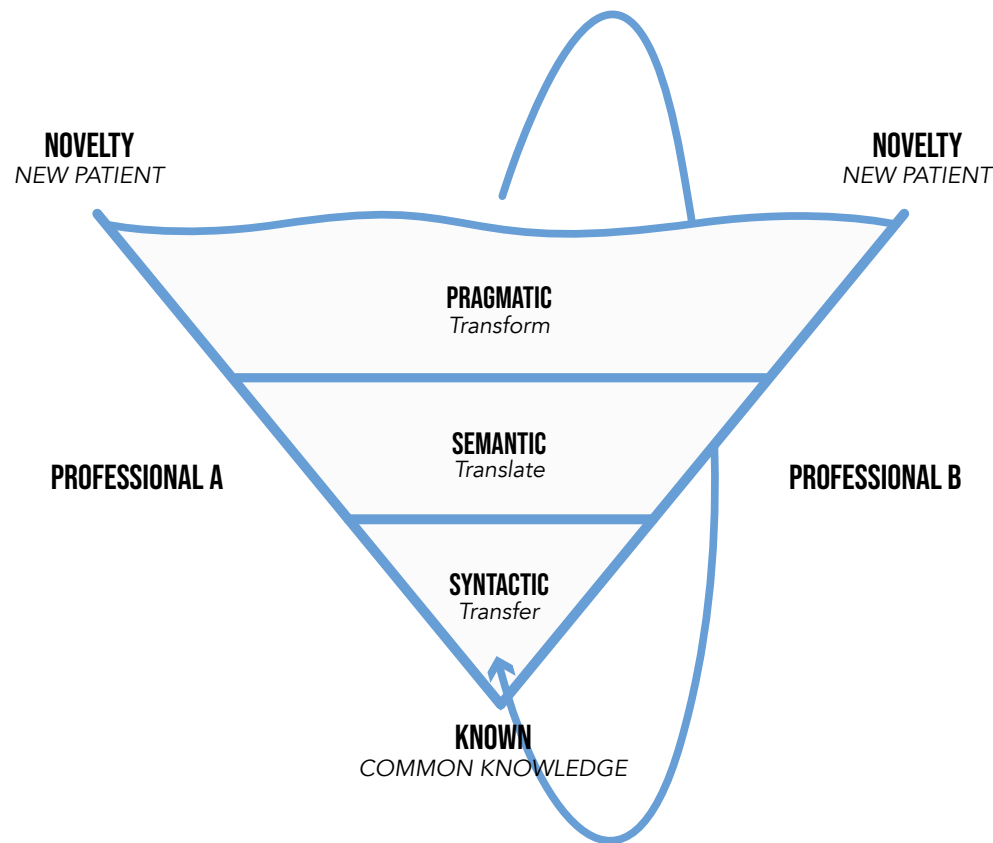 NOVELTY
NEW PATIENT
NOVELTY
NEW PATIENT
PRAGMATIC
Transform
SEMANTIC
Translate
PROFESSIONAL A
PROFESSIONAL B
SYNTACTIC
Transfer
KNOWN
COMMON KNOWLEDGE